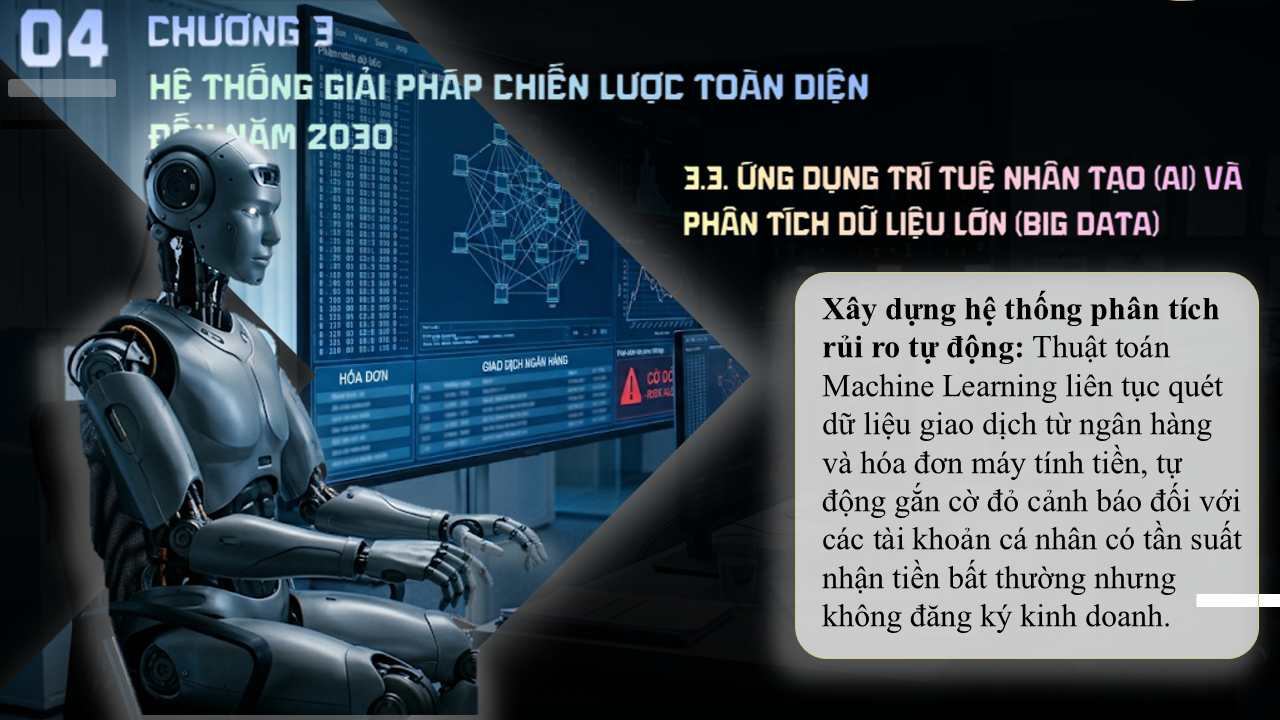 04
CHƯƠNG 3
HỆ THỐNG GIẢI PHÁP CHIẾN LƯỢC TOÀN DIỆN
ĐẾN NĂM 2030
3.3. ỨNG DỤNG TRÍ TUỆ NHÂN TẠO (AI) VÀ
PHÂN TÍCH DỮ LIỆU LỚN (BIG DATA)
Xây dựng hệ thống phân tích
rủi ro tự động: Thuật toán
Machine Learning liên tục quét
dữ liệu giao dịch từ ngân hàng
và hóa đơn máy tính tiền, tự
động gắn cờ đỏ cảnh báo đối với
các tài khoản cá nhân có tần suất
nhận tiền bất thường nhưng
không đăng ký kinh doanh.
HÓA ĐƠN
GIAO DỊCH NGÂN HÀNG
CỜ ĐỎ